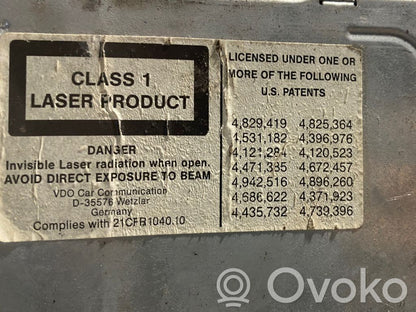 CLASS 1
LASER PRODUCT
DANGER
Invisible Laser radiation when open.
AVOID DIRECT EXPOSURE TO BEAM
VDO Car Communication
D-35576 Wetzlar
Germany
Complies with 21CFR1040.10
LICENSED UNDER ONE OR
MORE OF THE FOLLOWING
U.S. PATENTS
4,829,419 4,825,364
4,531,182 4,396,976
4,121,284 4,120,523
4,471,385 4,672,457
4,942,516 4,896,260
4,686,622 4,371,923
4,435,732 4,739,396
Ovoko